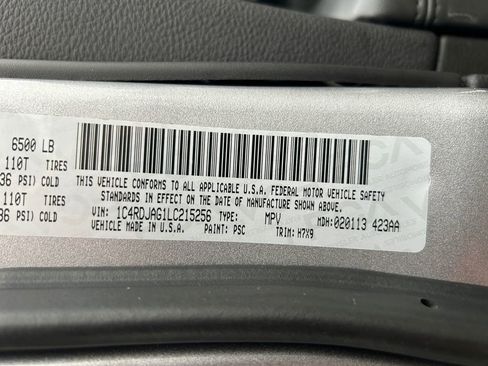 6500 LB
110T TIRES
36 PSI) COLD
110T TIRES
36 PSI) COLD
THIS VEHICLE CONFORMS TO ALL APPLICABLE U.S.A. FEDERAL MOTOR VEHICLE SAFETY
STANDARDS IN EFFECT ON THE DATE OF MANUFACTURE SHOWN ABOVE.
VIN: 1C4RDJAG1LC215256 TYPE: MPV MDH:020113 423AA
VEHICLE MADE IN U.S.A. PAINT: PSC TRIM: H7X9